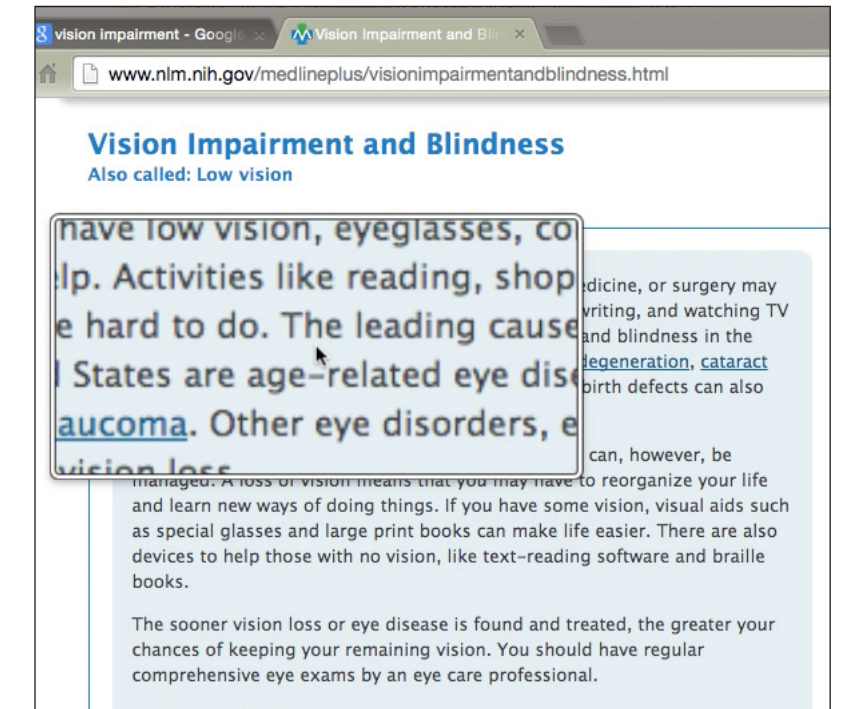 vision impairment - Google
Vision Impairment and Blin
www.nlm.nih.gov/medlineplus/visionimpairmentandblindness.html
Vision Impairment and Blindness
Also called: Low vision
have low vision, eyeglasses, co
elp. Activities like reading, shop
e hard to do. The leading cause
States are age-related eye dise
aucoma. Other eye disorders, e
vision loss
edicine, or surgery may
writing, and watching TV
and blindness in the
degeneration, cataract
birth defects can also
can, however, be
managed. A loss of vision means that you may have to reorganize your life
and learn new ways of doing things. If you have some vision, visual aids such
as special glasses and large print books can make life easier. There are also
devices to help those with no vision, like text-reading software and braille
books.
The sooner vision loss or eye disease is found and treated, the greater your
chances of keeping your remaining vision. You should have regular
comprehensive eye exams by an eye care professional.